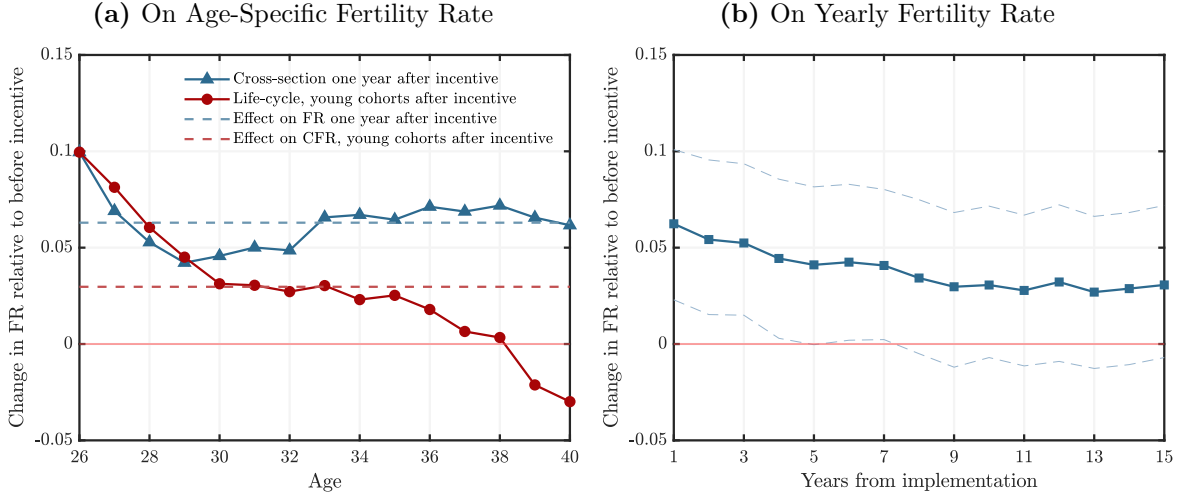 (a) On Age-Specific Fertility Rate
0.15
0.1
0.05
0
-0.05
Change in FR relative to before incentive
Cross-section one year after incentive
Life-cycle, young cohorts after incentive
Effect on FR one year after incentive
Effect on CFR, young cohorts after incentive
26 28 30 32 34 36 38 40
Age
(b) On Yearly Fertility Rate
0.15
0.1
0.05
0
-0.05
Change in FR relative to before incentive
1 3 5 7 9 11 13 15
Years from implementation